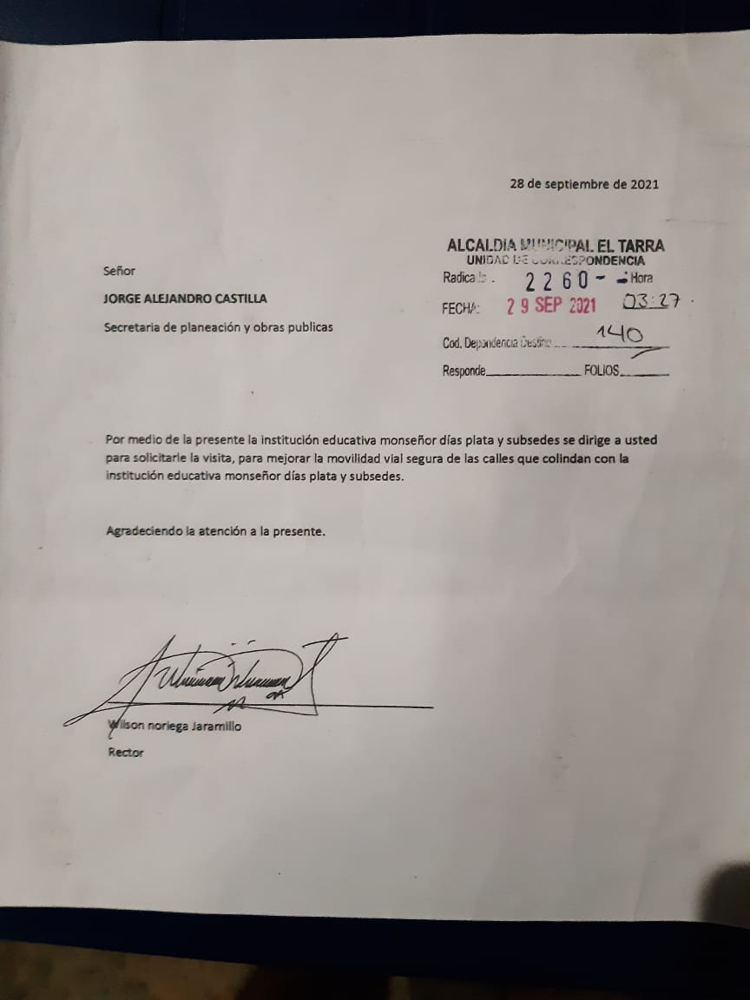 28 de septiembre de 2021
ALCALDIA MUNICIPAL EL TARRA
UNIDAD DE CORRESPONDENCIA
Señor
Radica
2260-
Hora
JORGE ALEJANDRO CASTILLA
FECHA:
29 SEP 2021
03:27
Secretaria de planeación y obras publicas
Cod. Dependencia Destino
140
Responde
FOLIOS
Por medio de la presente la institución educativa monseñor días plata y subsedes se dirige a usted
para solicitarle la visita, para mejorar la movilidad vial segura de las calles que colindan con la
institución educativa monseñor días plata y subsedes.
Agradeciendo la atención a la presente.
Wilson noriega Jaramillo
Rector